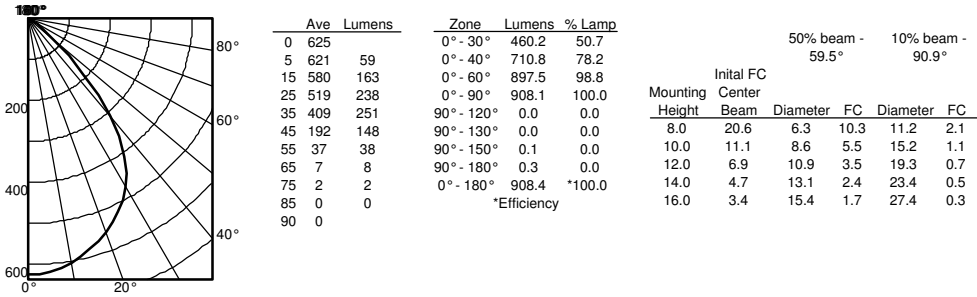 180°
200
400
600
0°
20°
40°
60°
80°
Ave Lumens
0 625
5 621 59
15 580 163
25 519 238
35 409 251
45 192 148
55 37 38
65 7 8
75 2 2
85 0 0
90 0
Zone Lumens % Lamp
0° - 30° 460.2 50.7
0° - 40° 710.8 78.2
0° - 60° 897.5 98.8
0° - 90° 908.1 100.0
90° - 120° 0.0 0.0
90° - 130° 0.0 0.0
90° - 150° 0.1 0.0
90° - 180° 0.3 0.0
0° - 180° 908.4 *100.0
*Efficiency
50% beam - 10% beam -
59.5° 90.9°
Inital FC
Mounting Center
Height Beam Diameter FC Diameter FC
8.0 20.6 6.3 10.3 11.2 2.1
10.0 11.1 8.6 5.5 15.2 1.1
12.0 6.9 10.9 3.5 19.3 0.7
14.0 4.7 13.1 2.4 23.4 0.5
16.0 3.4 15.4 1.7 27.4 0.3